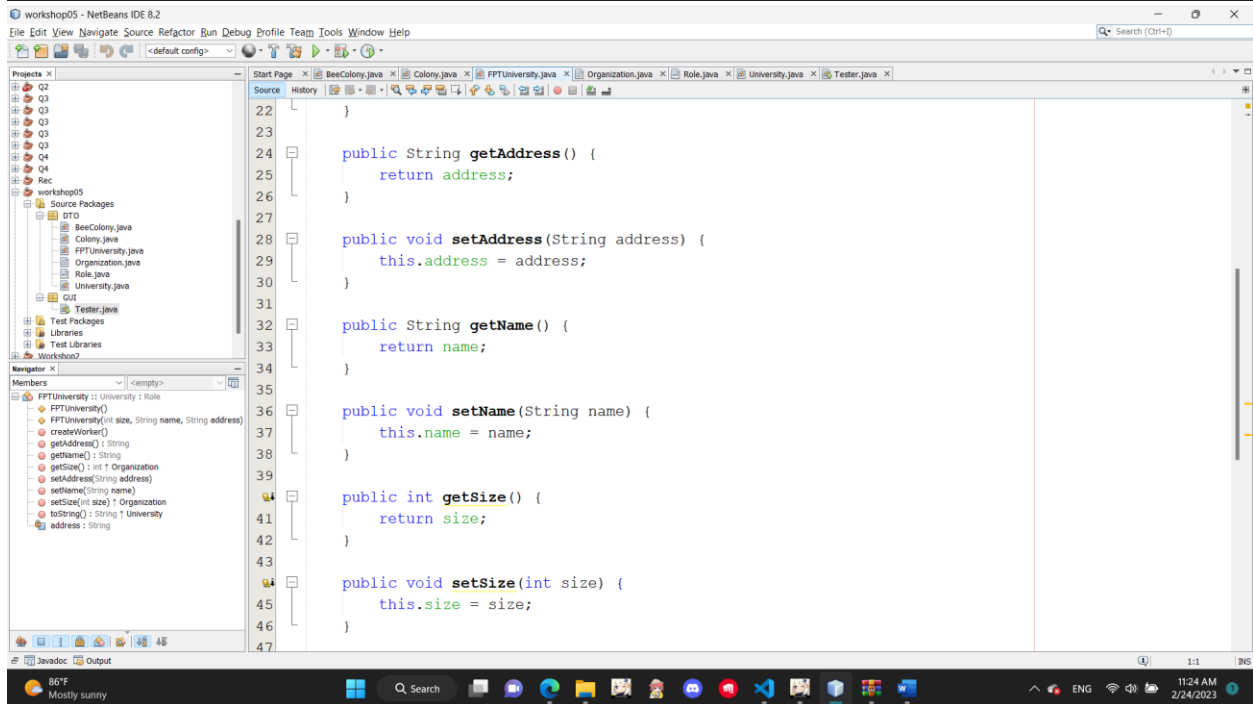 workshop05 - NetBeans IDE 8.2
File Edit View Navigate Source Refactor Run Debug Profile Team Tools Window Help
Search (Ctrl+I)
<default config>
Projects
Start Page BeeColony.java Colony.java FPTUniversity.java Organization.java Role.java University.java Tester.java
Source History
Q2
Q3
Q3
Q3
Q3
Q3
Q4
Q4
Rec
workshop05
Source Packages
DTO
BeeColony.java
Colony.java
FPTUniversity.java
Organization.java
Role.java
University.java
GUI
Tester.java
Test Packages
Libraries
Test Libraries
Workshop2
Navigator
Members <empty>
FPTUniversity :: University : Role
FPTUniversity()
FPTUniversity(int size, String name, String address)
createWorker()
getAddress() : String
getName() : String
getSize() : int ↑ Organization
setAddress(String address)
setName(String name)
setSize(int size) ↑ Organization
toString() : String ↑ University
address : String
22 }
23
24 public String getAddress() {
25 return address;
26 }
27
28 public void setAddress(String address) {
29 this.address = address;
30 }
31
32 public String getName() {
33 return name;
34 }
35
36 public void setName(String name) {
37 this.name = name;
38 }
39
public int getSize() {
41 return size;
42 }
43
public void setSize(int size) {
45 this.size = size;
46 }
47
Javadoc Output
1:1 INS
86°F
Mostly sunny
Search
ENG
11:24 AM
2/24/2023
1